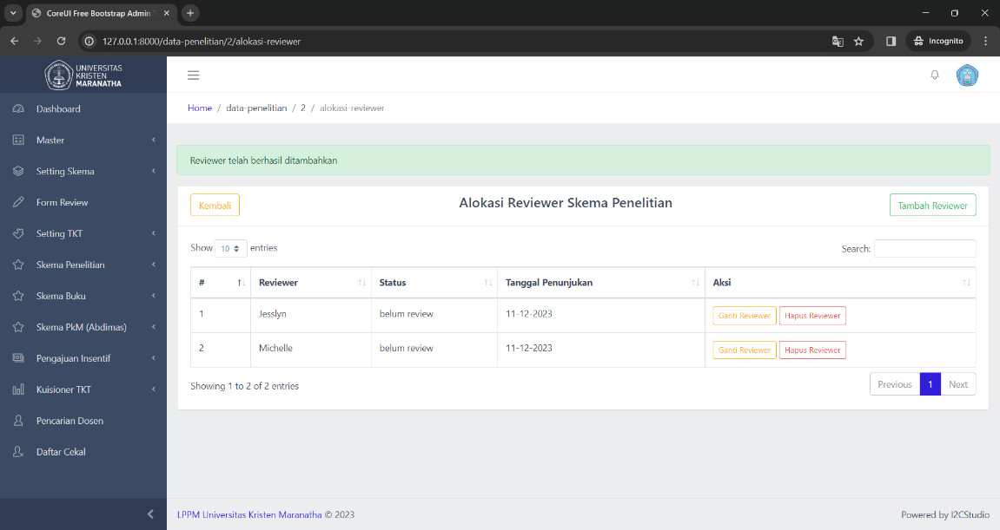 CoreUI Free Bootstrap Admin T
127.0.0.1:8000/data-penelitian/2/alokasi-reviewer
Incognito
UNIVERSITAS
KRISTEN
MARANATHA
Dashboard
Master
Setting Skema
Form Review
Setting TKT
Skema Penelitian
Skema Buku
Skema PkM (Abdimas)
Pengajuan Insentif
Kuisioner TKT
Pencarian Dosen
Daftar Cekal
Home / data-penelitian / 2 / alokasi-reviewer
Reviewer telah berhasil ditambahkan
Kembali Alokasi Reviewer Skema Penelitian Tambah Reviewer
Show 10 entries Search:
# Reviewer Status Tanggal Penunjukan Aksi
1 Jesslyn belum review 11-12-2023 Ganti Reviewer Hapus Reviewer
2 Michelle belum review 11-12-2023 Ganti Reviewer Hapus Reviewer
Showing 1 to 2 of 2 entries Previous 1 Next
LPPM Universitas Kristen Maranatha © 2023 Powered by I2CStudio